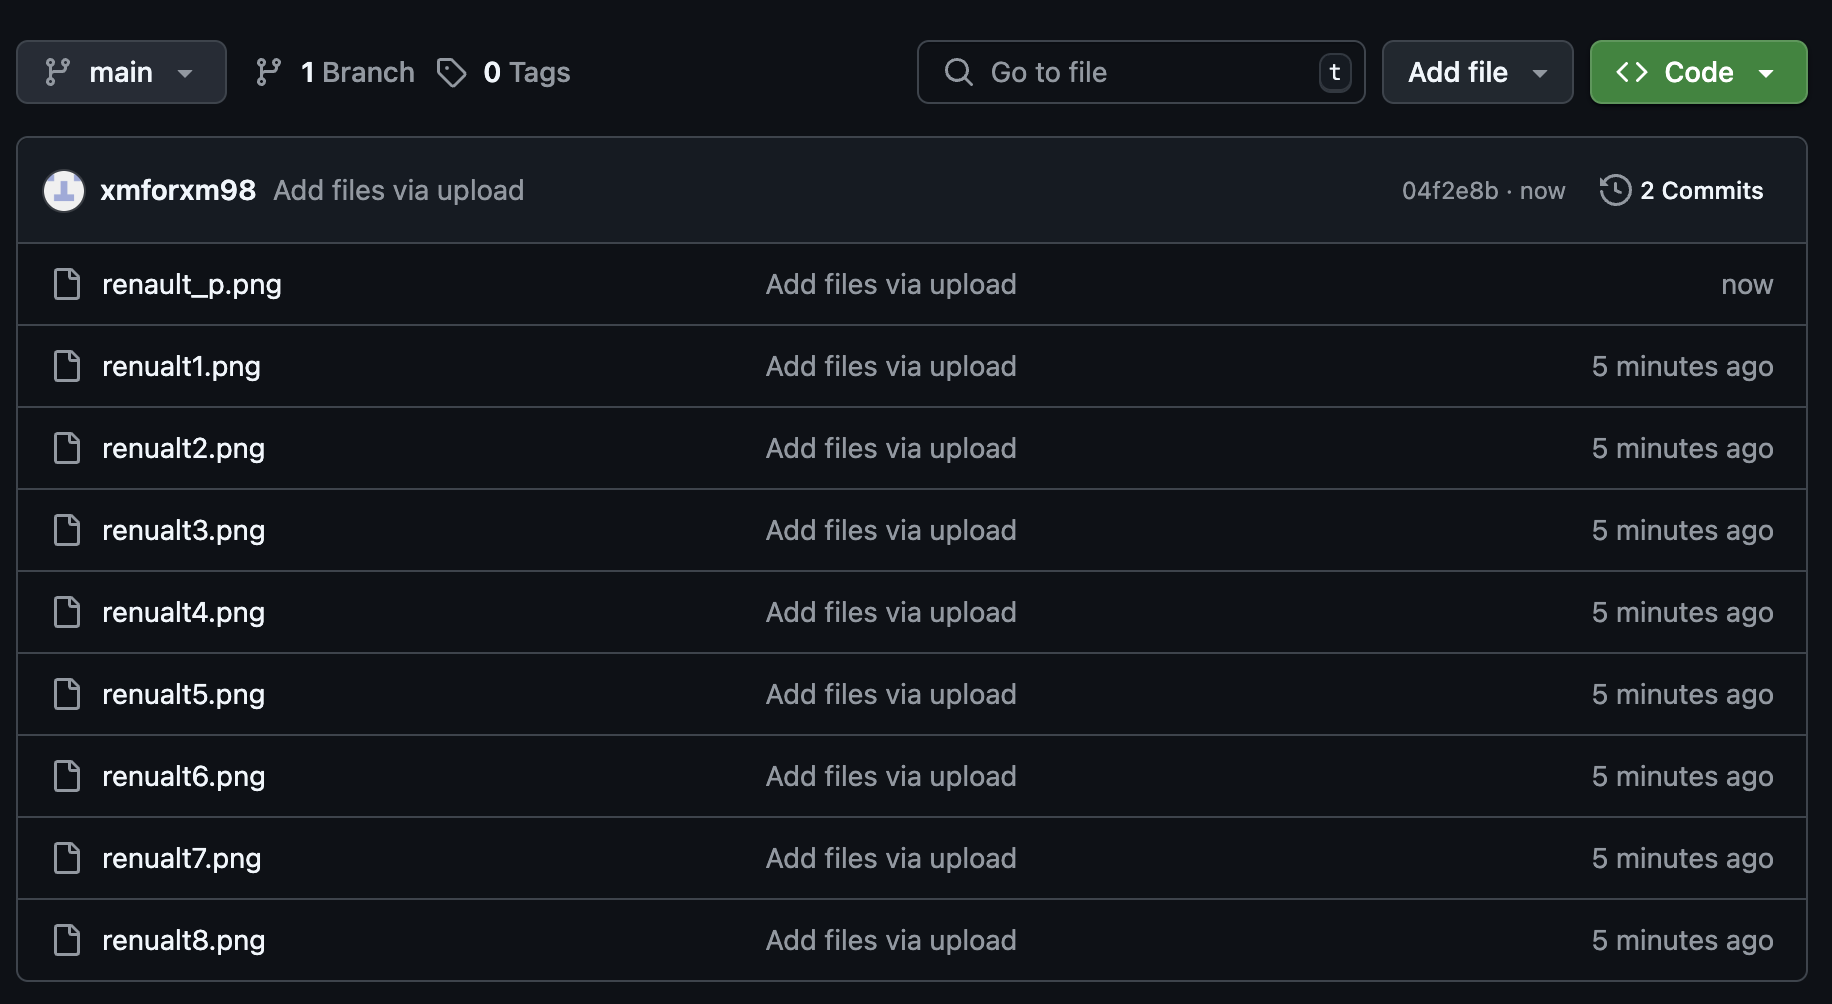 main 1 Branch 0 Tags Go to file t Add file Code
xmforxm98 Add files via upload 04f2e8b · now 2 Commits
renault_p.png Add files via upload now
renualt1.png Add files via upload 5 minutes ago
renualt2.png Add files via upload 5 minutes ago
renualt3.png Add files via upload 5 minutes ago
renualt4.png Add files via upload 5 minutes ago
renualt5.png Add files via upload 5 minutes ago
renualt6.png Add files via upload 5 minutes ago
renualt7.png Add files via upload 5 minutes ago
renualt8.png Add files via upload 5 minutes ago